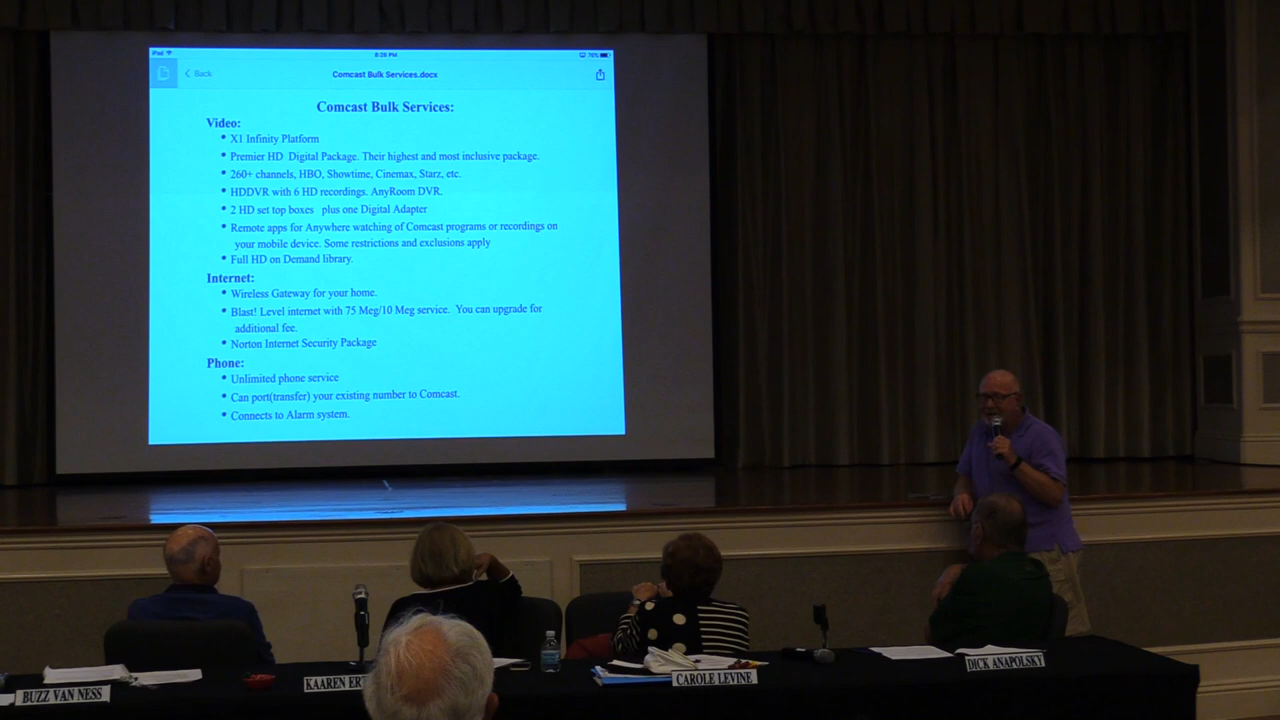 iPad 8:28 PM 70%
Back Comcast Bulk Services.docx
Comcast Bulk Services:
Video:
• X1 Infinity Platform
• Premier HD Digital Package. Their highest and most inclusive package.
• 260+ channels, HBO, Showtime, Cinemax, Starz, etc.
• HDDVR with 6 HD recordings. AnyRoom DVR.
• 2 HD set top boxes plus one Digital Adapter
• Remote apps for Anywhere watching of Comcast programs or recordings on
your mobile device. Some restrictions and exclusions apply
• Full HD on Demand library.
Internet:
• Wireless Gateway for your home.
• Blast! Level internet with 75 Meg/10 Meg service. You can upgrade for
additional fee.
• Norton Internet Security Package
Phone:
• Unlimited phone service
• Can port(transfer) your existing number to Comcast.
• Connects to Alarm system.
BUZZ VAN NESS
KAAREN
CAROLE LEVINE
DICK ANAPOLSKY